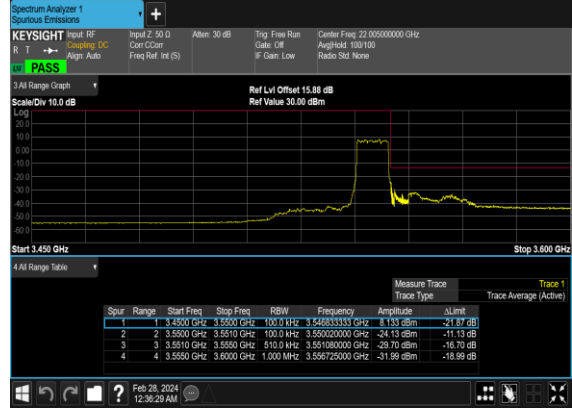 Spectrum Analyzer 1
Spurious Emissions
KEYSIGHT Input: RF Input Z: 50 Ω Atten: 30 dB Trig: Free Run Center Freq: 22.005000000 GHz
R T Coupling: DC Corr CCorr Gate: Off Avg|Hold: 100/100
Align: Auto Freq Ref: Int (S) IF Gain: Low Radio Std: None
PASS
3 All Range Graph
Ref Lvl Offset 15.88 dB
Scale/Div 10.0 dB Ref Value 30.00 dBm
Log
20.0
10.0
0.00
-10.0
-20.0
-30.0
-40.0
-50.0
-60.0
Start 3.450 GHz Stop 3.600 GHz
4 All Range Table
Measure Trace Trace 1
Trace Type Trace Average (Active)
Spur Range Start Freq Stop Freq RBW Frequency Amplitude ΔLimit
1 1 3.4500 GHz 3.5500 GHz 100.0 kHz 3.546833333 GHz 8.133 dBm -21.87 dB
2 2 3.5500 GHz 3.5510 GHz 100.0 kHz 3.550020000 GHz -24.13 dBm -11.13 dB
3 3 3.5510 GHz 3.5550 GHz 510.0 kHz 3.551080000 GHz -29.70 dBm -16.70 dB
4 4 3.5550 GHz 3.6000 GHz 1.000 MHz 3.556725000 GHz -31.99 dBm -18.99 dB
Feb 28, 2024
12:36:29 AM